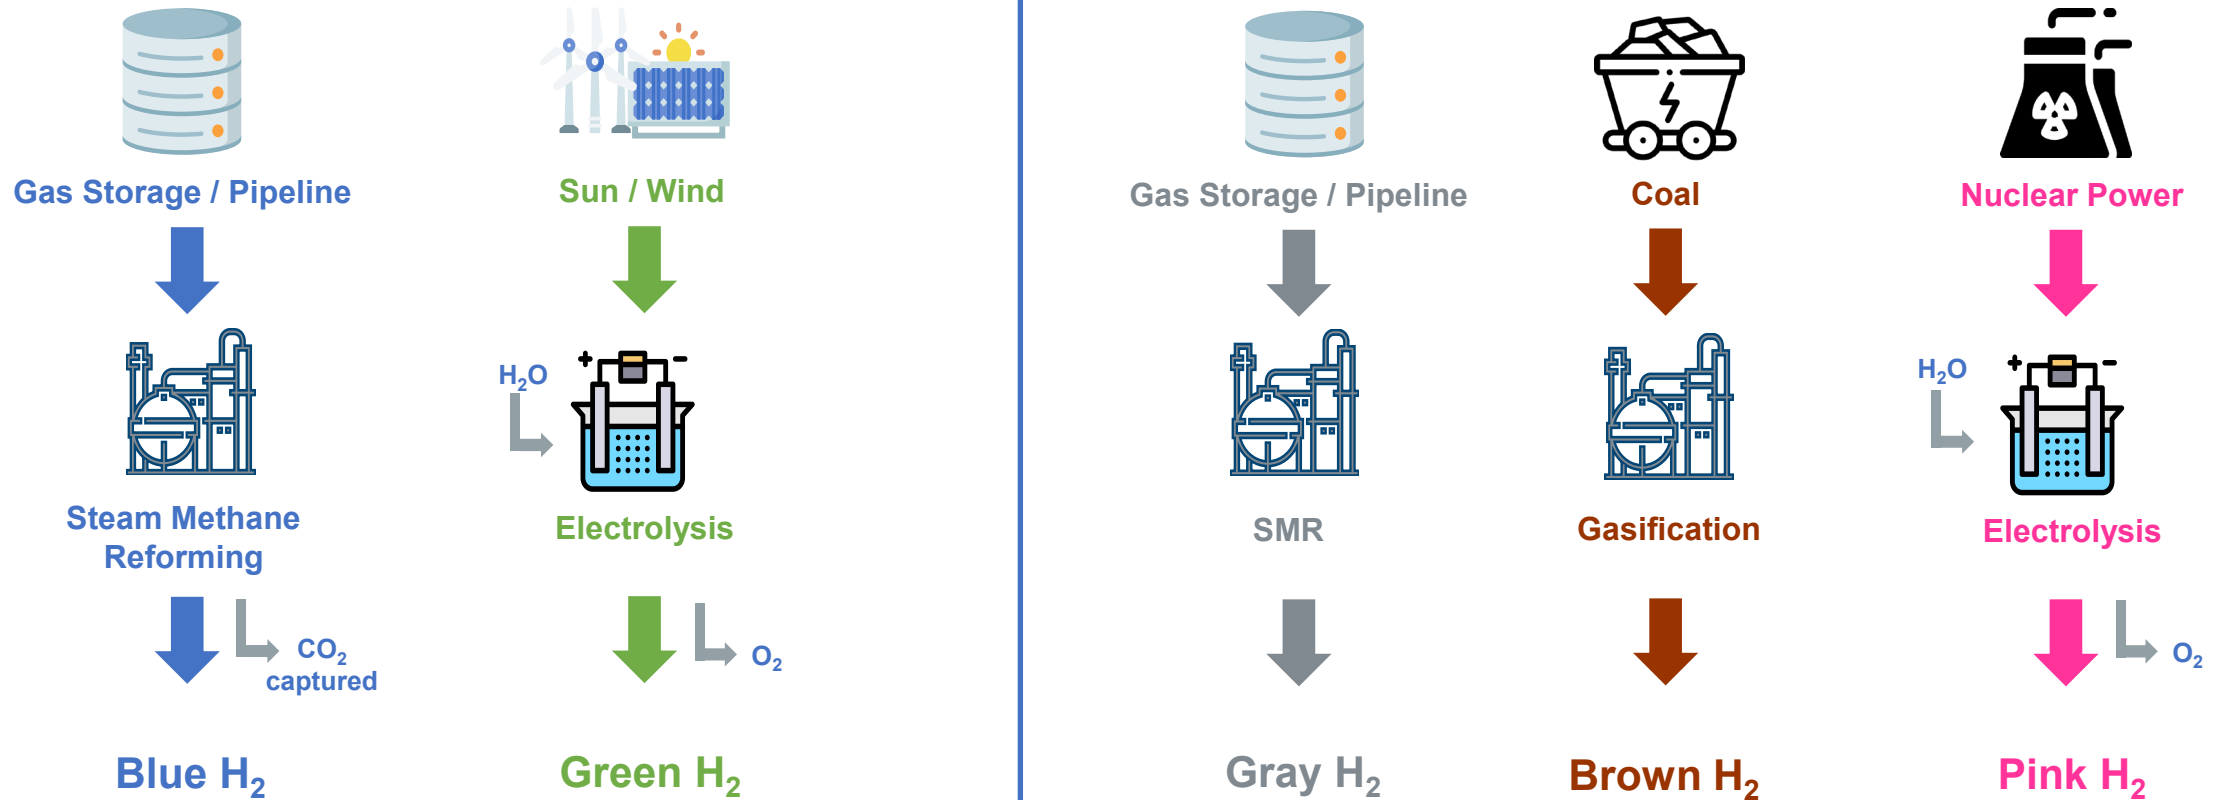 Gas Storage / Pipeline
Steam Methane
Reforming
CO₂
captured
Blue H₂
Sun / Wind
H₂O
+ −
Electrolysis
O₂
Green H₂
Gas Storage / Pipeline
SMR
Gray H₂
Coal
Gasification
Brown H₂
Nuclear Power
H₂O
+ −
Electrolysis
O₂
Pink H₂